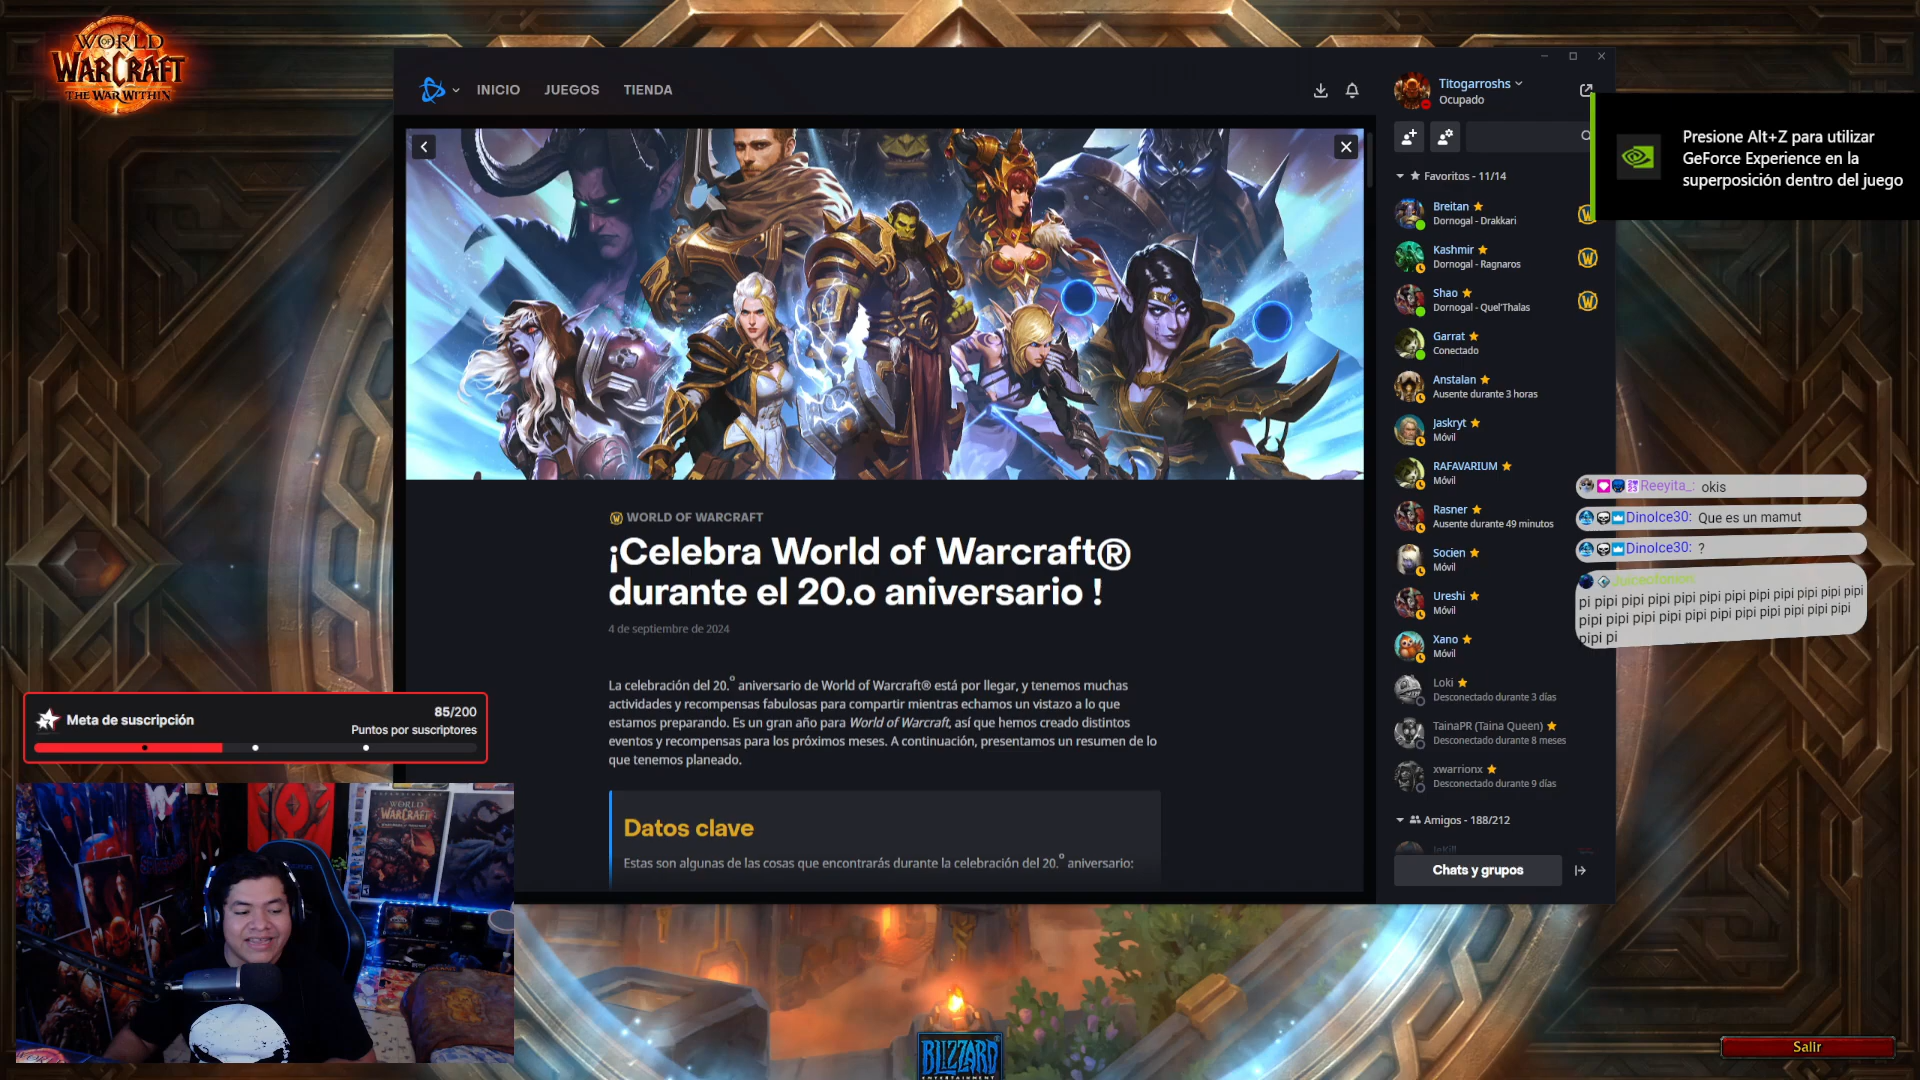 WORLD
OF
WARCRAFT
THE WAR WITHIN
INICIO
JUEGOS
TIENDA
Titogarroshs
Ocupado
Presione Alt+Z para utilizar
GeForce Experience en la
superposición dentro del juego
Favoritos - 11/14
Breitan
Dornogal - Drakkari
Kashmir
Dornogal - Ragnaros
Shao
Dornogal - Quel'Thalas
Garrat
Conectado
Anstalan
Ausente durante 3 horas
Jaskryt
Móvil
RAFAVARIUM
Móvil
Rasner
Ausente durante 49 minutos
Socien
Móvil
Ureshi
Móvil
Xano
Móvil
Loki
Desconectado durante 3 días
TainaPR (Taina Queen)
Desconectado durante 8 meses
xwarrionx
Desconectado durante 9 días
Amigos - 188/212
Chats y grupos
WORLD OF WARCRAFT
¡Celebra World of Warcraft®
durante el 20.o aniversario !
4 de septiembre de 2024
La celebración del 20.º aniversario de World of Warcraft® está por llegar, y tenemos muchas
actividades y recompensas fabulosas para compartir mientras echamos un vistazo a lo que
estamos preparando. Es un gran año para World of Warcraft, así que hemos creado distintos
eventos y recompensas para los próximos meses. A continuación, presentamos un resumen de lo
que tenemos planeado.
Datos clave
Estas son algunas de las cosas que encontrarás durante la celebración del 20.º aniversario:
Reeyita_: okis
DinoIce30: Que es un mamut
DinoIce30: ?
pi pipi pipi pipi pipi pipi pipi pipi pipi pipi pipi
pipi pipi pipi pipi pipi pipi pipi pipi pipi pipi pipi
pipi pi
Meta de suscripción
85/200
Puntos por suscriptores
WORLD
WARCRAFT
BLIZZARD
ENTERTAINMENT
Salir